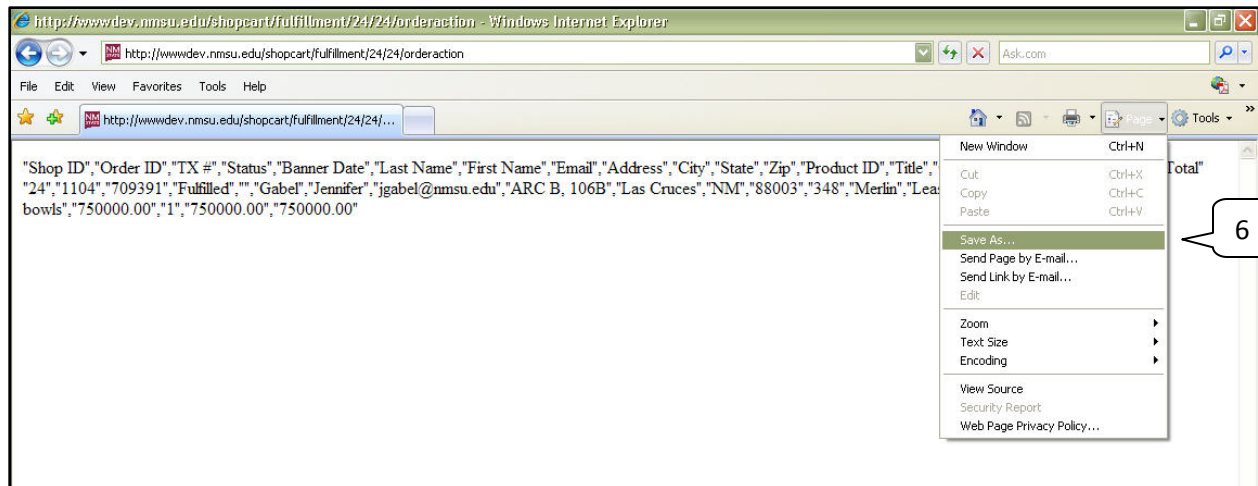 http://wwwdev.nmsu.edu/shopcart/fulfillment/24/24/orderaction - Windows Internet Explorer
http://wwwdev.nmsu.edu/shopcart/fulfillment/24/24/orderaction
Ask.com
File Edit View Favorites Tools Help
http://wwwdev.nmsu.edu/shopcart/fulfillment/24/24/...
Page
Tools
"Shop ID","Order ID","TX #","Status","Banner Date","Last Name","First Name","Email","Address","City","State","Zip","Product ID","Title","
Total"
"24","1104","709391","Fulfilled","","Gabel","Jennifer","jgabel@nmsu.edu","ARC B, 106B","Las Cruces","NM","88003","348","Merlin","Leas
bowls","750000.00","1","750000.00","750000.00"
New Window Ctrl+N
Cut Ctrl+X
Copy Ctrl+C
Paste Ctrl+V
Save As...
Send Page by E-mail...
Send Link by E-mail...
Edit
Zoom
Text Size
Encoding
View Source
Security Report
Web Page Privacy Policy...
6